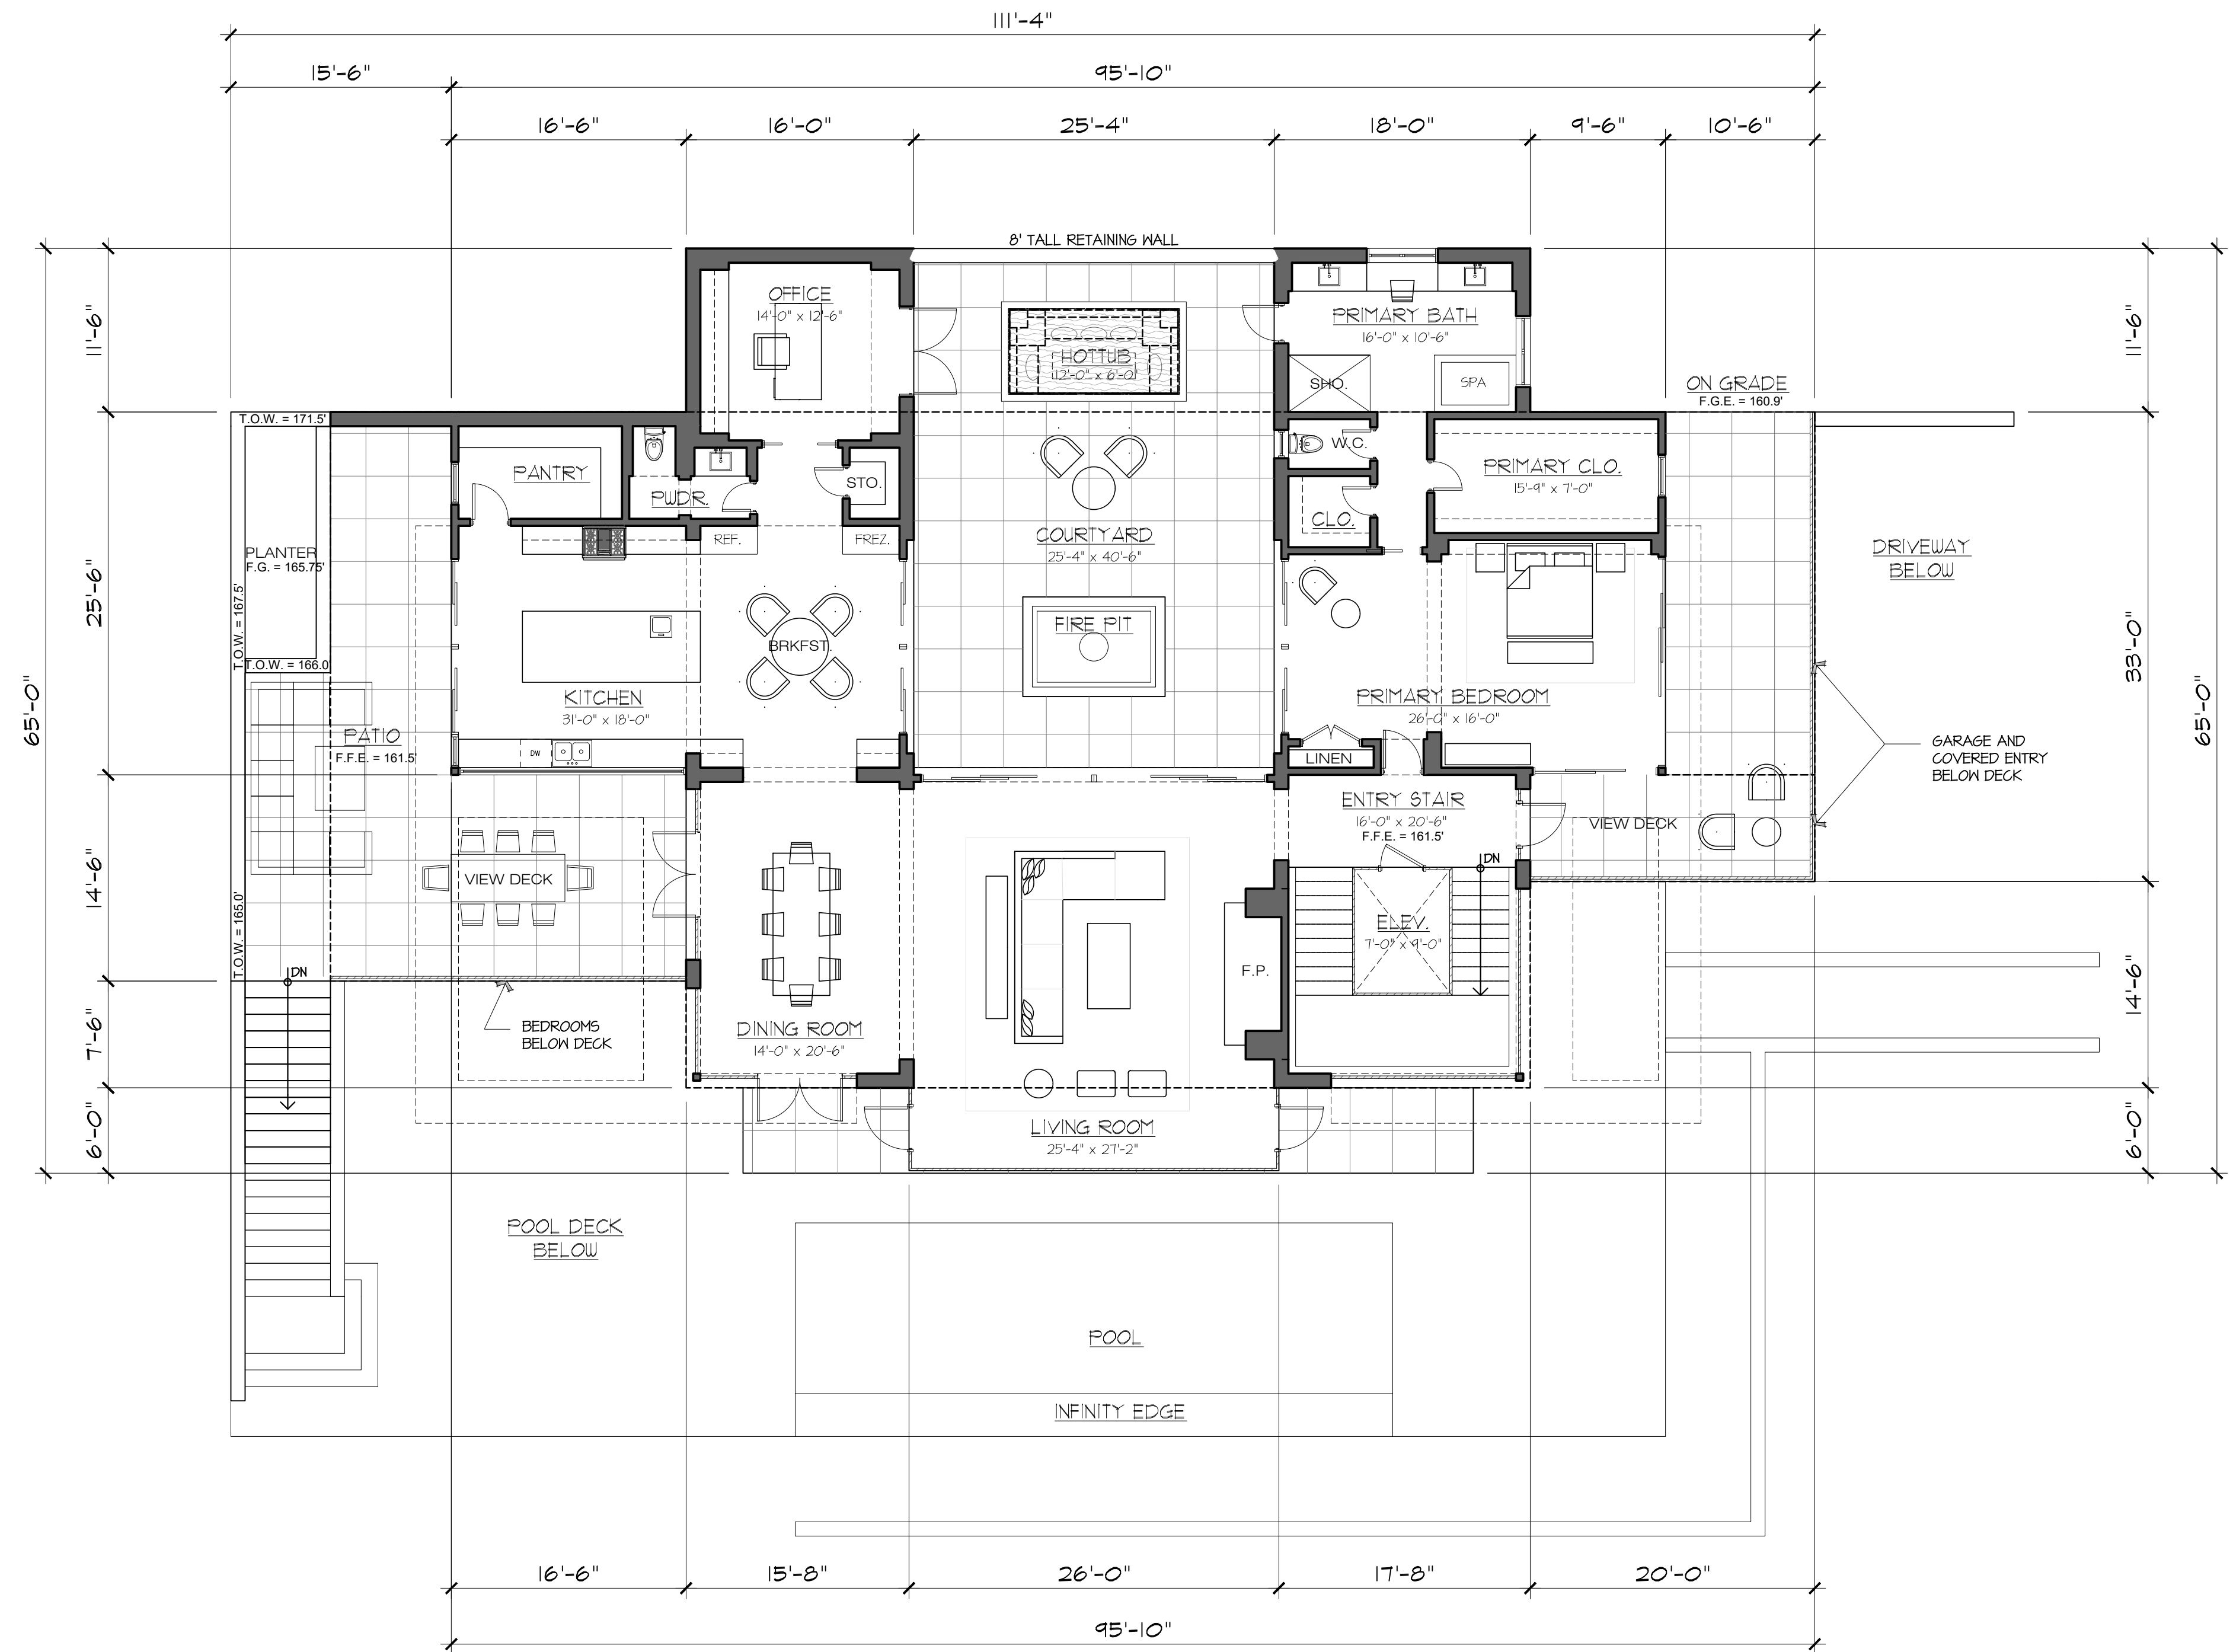 111'-4"
15'-6"
95'-10"
16'-6"
16'-0"
25'-4"
18'-0"
9'-6"
10'-6"
8' TALL RETAINING WALL
OFFICE
14'-0" x 12'-6"
HOTTUB
12'-0" x 6'-0"
PRIMARY BATH
16'-0" x 10'-6"
SHO.
SPA
11'-6"
11'-6"
ON GRADE
F.G.E. = 160.9'
T.O.W. = 171.5'
PANTRY
PWDR.
STO.
W.C.
PRIMARY CLO.
15'-9" x 7'-0"
CLO.
REF.
FREZ.
COURTYARD
25'-4" x 40'-6"
DRIVEWAY
BELOW
PLANTER
F.G. = 165.75'
T.O.W. = 167.5'
T.O.W. = 166.0'
25'-6"
33'-0"
65'-0"
65'-0"
BRKFST.
FIRE PIT
KITCHEN
31'-0" x 18'-0"
PRIMARY BEDROOM
26'-0" x 16'-0"
PATIO
F.F.E. = 161.5'
DW
LINEN
GARAGE AND
COVERED ENTRY
BELOW DECK
ENTRY STAIR
16'-0" x 20'-6"
F.F.E. = 161.5'
VIEW DECK
DN
VIEW DECK
14'-6"
T.O.W. = 165.0'
ELEV.
7'-0" x 9'-0"
F.P.
DN
14'-6"
BEDROOMS
BELOW DECK
DINING ROOM
14'-0" x 20'-6"
7'-6"
LIVING ROOM
25'-4" x 27'-2"
6'-0"
6'-0"
POOL DECK
BELOW
POOL
INFINITY EDGE
16'-6"
15'-8"
26'-0"
17'-8"
20'-0"
95'-10"